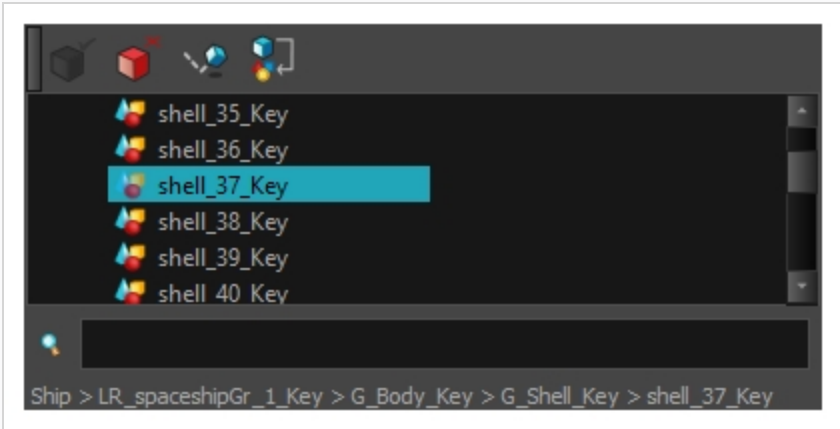 shell_35_Key
shell_36_Key
shell_37_Key
shell_38_Key
shell_39_Key
shell_40_Key
Ship > LR_spaceshipGr_1_Key > G_Body_Key > G_Shell_Key > shell_37_Key